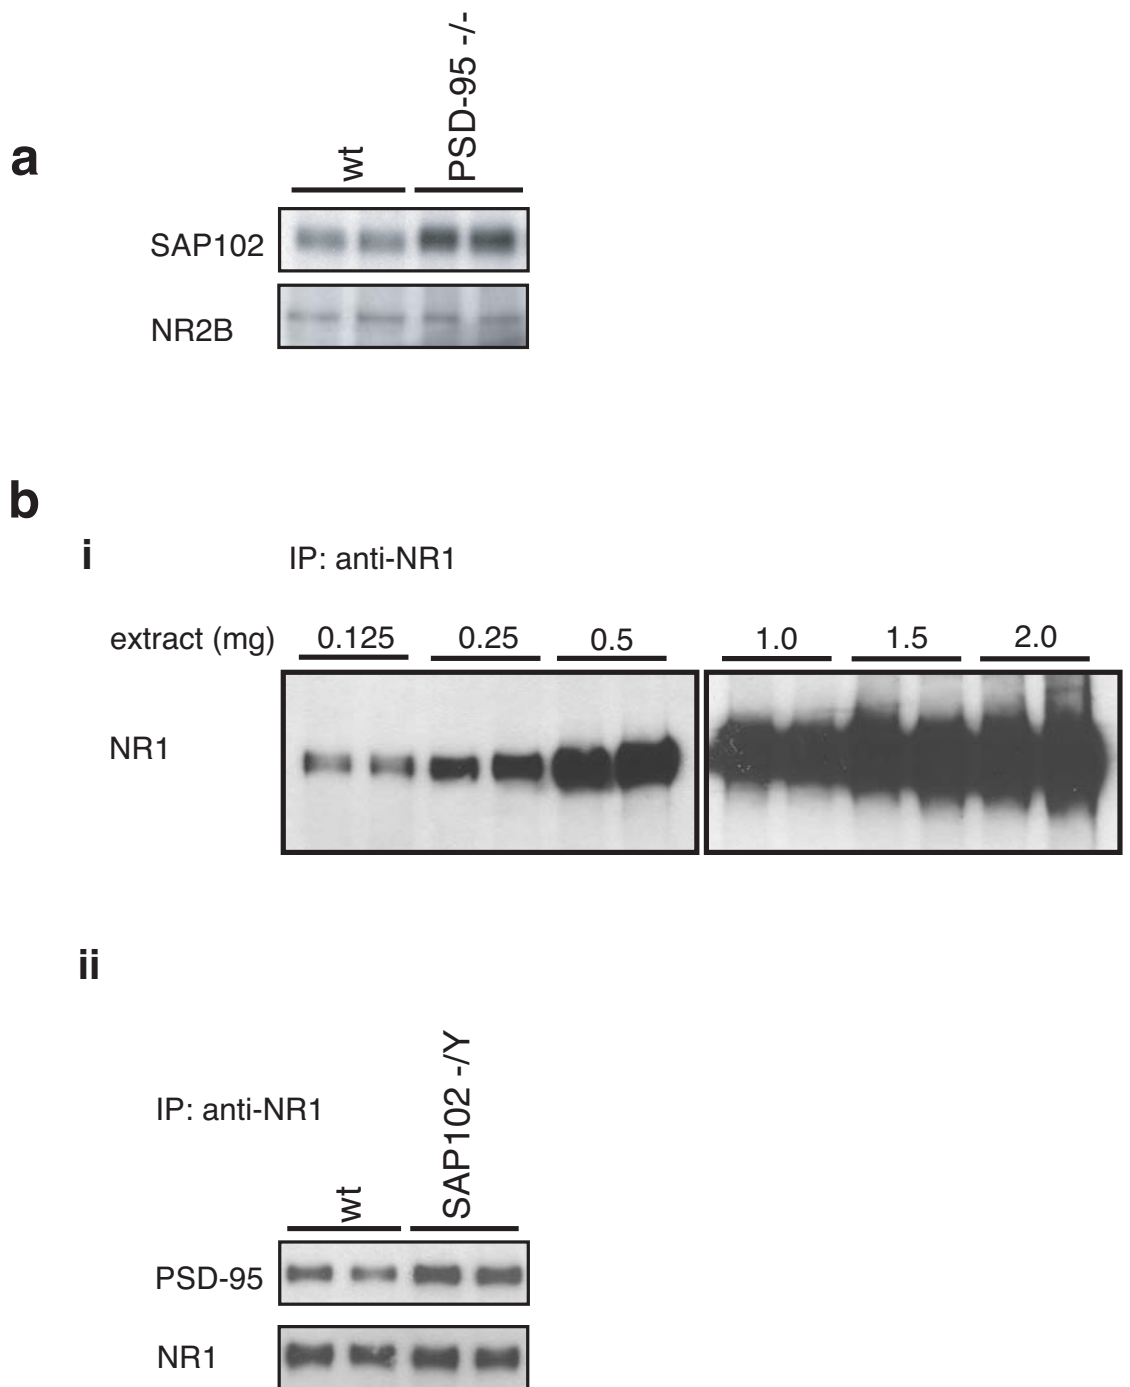 a
wt
PSD-95 -/-
SAP102
NR2B
b
i
IP: anti-NR1
extract (mg) 0.125 0.25 0.5 1.0 1.5 2.0
NR1
ii
IP: anti-NR1
wt
SAP102 -/Y
PSD-95
NR1